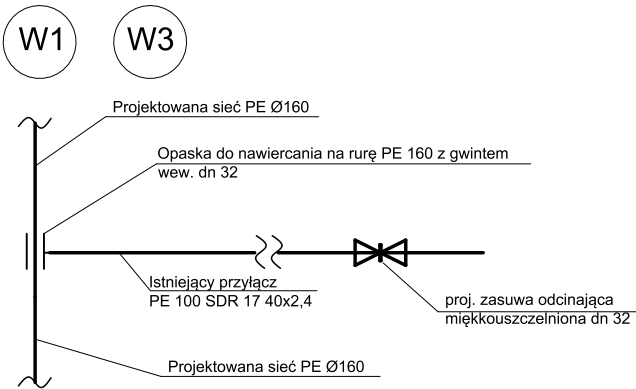 W1 W3
Projektowana sieć PE Ø160
Opaska do nawiercania na rurę PE 160 z gwintem
wew. dn 32
Istniejący przyłącz
PE 100 SDR 17 40x2,4
proj. zasuwa odcinająca
miękkouszczelniona dn 32
Projektowana sieć PE Ø160